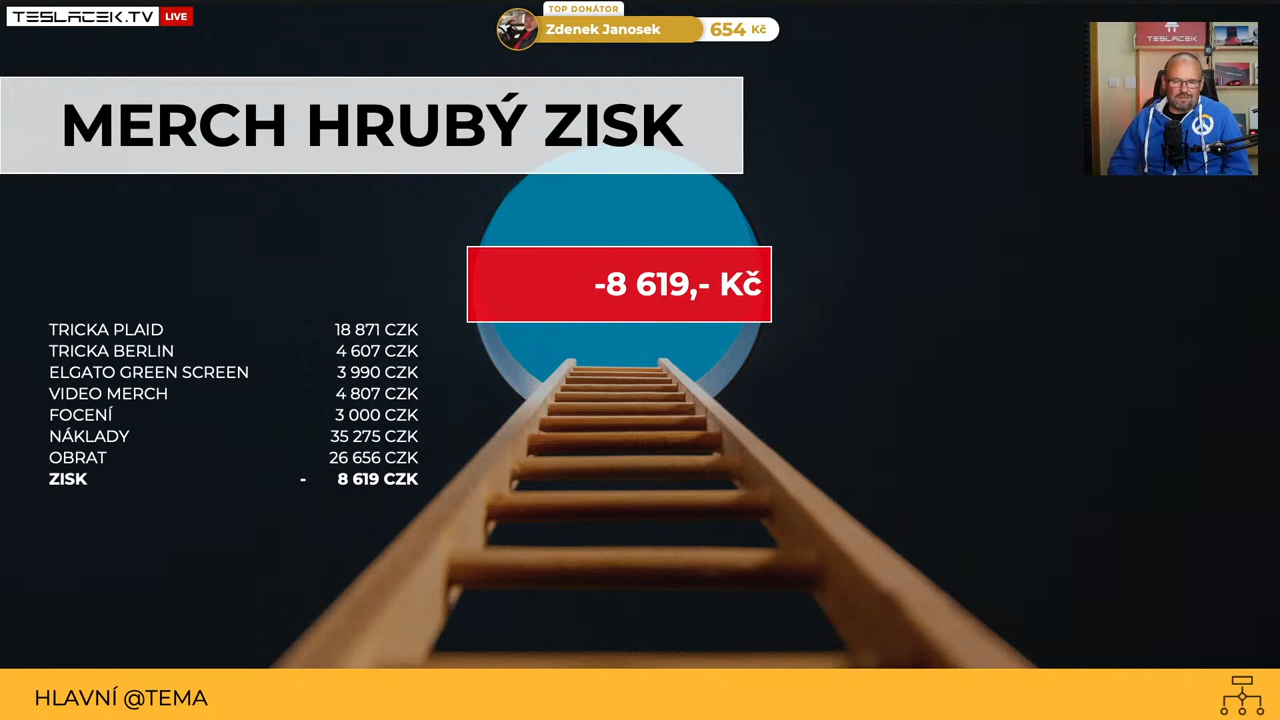 TESLACEK.TV LIVE
TOP DONÁTOR
Zdenek Janosek 654 Kč
TESLACEK
MERCH HRUBÝ ZISK
-8 619,- Kč
TRICKA PLAID 18 871 CZK
TRICKA BERLIN 4 607 CZK
ELGATO GREEN SCREEN 3 990 CZK
VIDEO MERCH 4 807 CZK
FOCENÍ 3 000 CZK
NÁKLADY 35 275 CZK
OBRAT 26 656 CZK
ZISK - 8 619 CZK
HLAVNÍ @TEMA